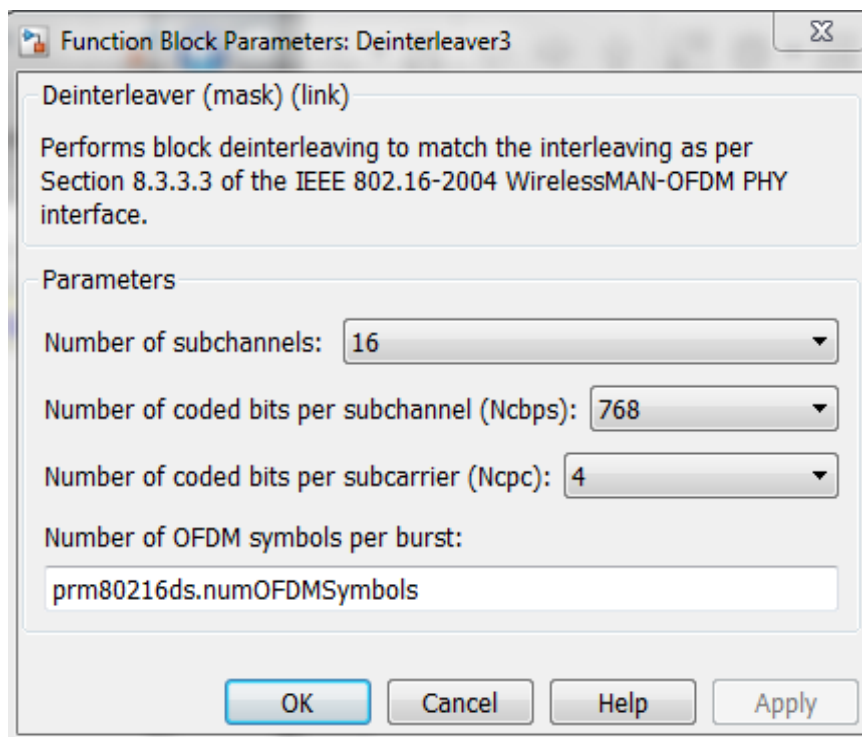 Function Block Parameters: Deinterleaver3
Deinterleaver (mask) (link)
Performs block deinterleaving to match the interleaving as per
Section 8.3.3.3 of the IEEE 802.16-2004 WirelessMAN-OFDM PHY
interface.
Parameters
Number of subchannels: 16
Number of coded bits per subchannel (Ncbps): 768
Number of coded bits per subcarrier (Ncpc): 4
Number of OFDM symbols per burst:
prm80216ds.numOFDMSymbols
OK Cancel Help Apply